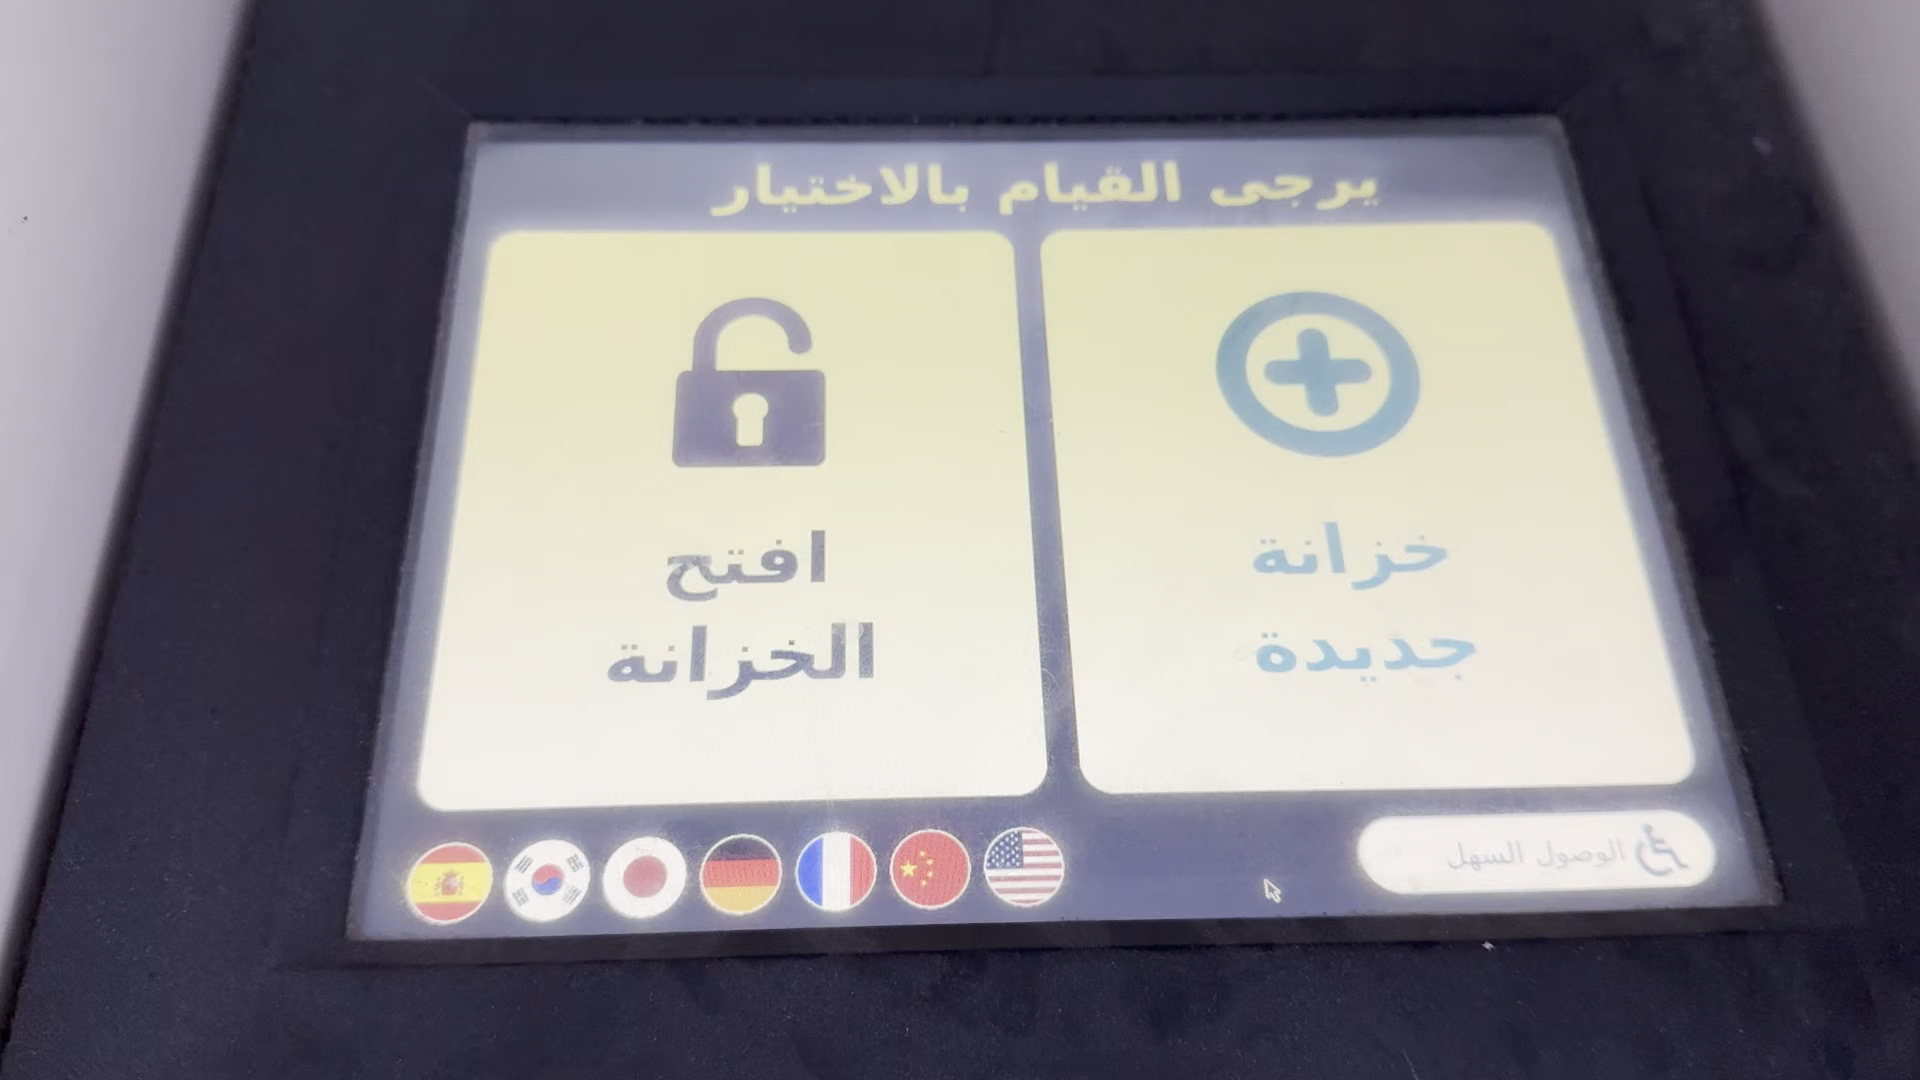 يرجى القيام بالاختيار
خزانة
جديدة
افتح
الخزانة
الوصول السهل